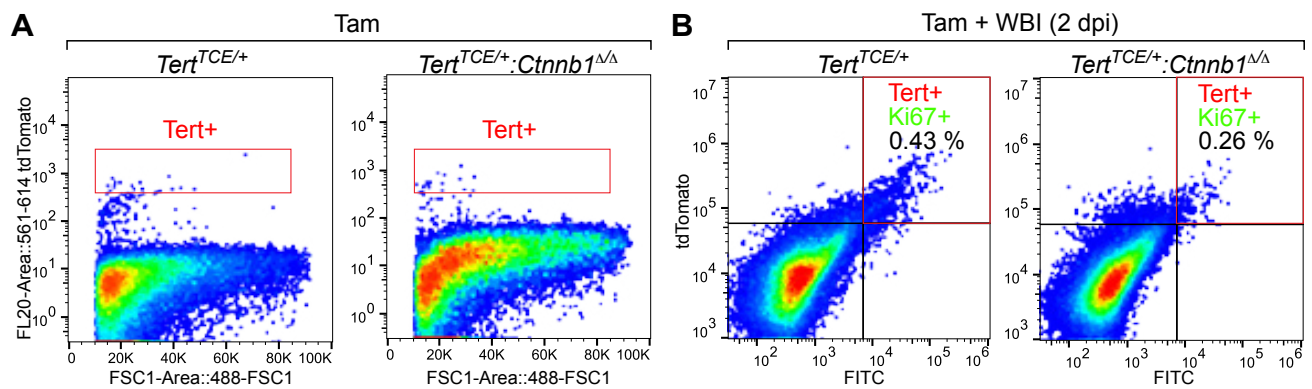 A
Tam
Tert^TCE/+
Tert^TCE/+:Ctnnb1^Δ/Δ
FL20-Area::561-614 tdTomato
10^4
10^3
10^2
10^1
10^0
Tert+
0 20K 40K 60K 80K 100K
FSC1-Area::488-FSC1
10^4
10^3
10^2
10^1
10^0
Tert+
0 20K 40K 60K 80K 100K
FSC1-Area::488-FSC1
B
Tam + WBI (2 dpi)
Tert^TCE/+
Tert^TCE/+:Ctnnb1^Δ/Δ
tdTomato
10^7
10^6
10^5
10^4
10^3
Tert+
Ki67+
0.43 %
10^2 10^3 10^4 10^5 10^6
FITC
10^7
10^6
10^5
10^4
10^3
Tert+
Ki67+
0.26 %
10^2 10^3 10^4 10^5 10^6
FITC